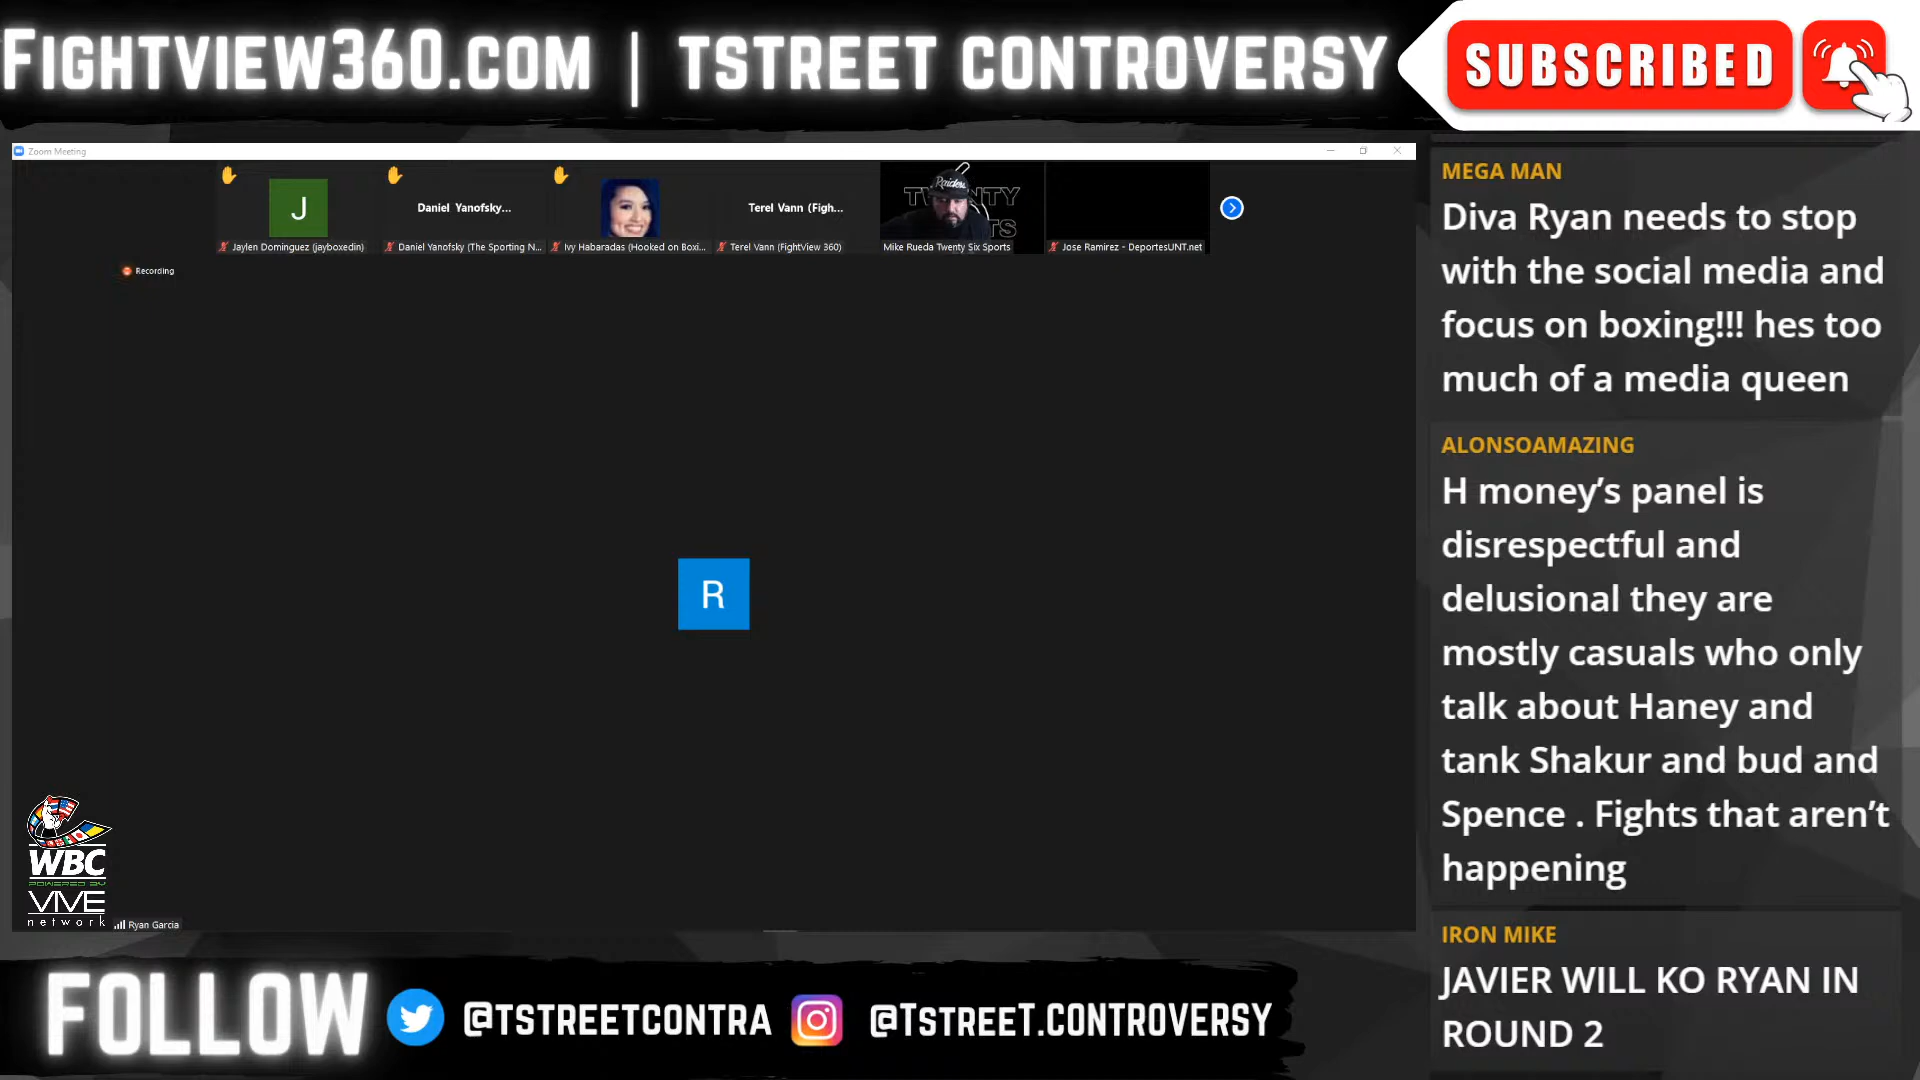 FIGHTVIEW360.COM | TSTREET CONTROVERSY
SUBSCRIBED
Zoom Meeting
J
Daniel Yanofsky...
Terel Vann (Figh...
Raiders
Jaylen Dominguez (jayboxedin)
Daniel Yanofsky (The Sporting N...
Ivy Habaradas (Hooked on Boxi...
Terel Vann (FightView 360)
Mike Rueda Twenty Six Sports
Jose Ramirez - DeportesUNT.net
Recording
R
WBC
POWERED BY
VIVE
network
Ryan Garcia
MEGA MAN
Diva Ryan needs to stop
with the social media and
focus on boxing!!! hes too
much of a media queen
ALONSOAMAZING
H money’s panel is
disrespectful and
delusional they are
mostly casuals who only
talk about Haney and
tank Shakur and bud and
Spence . Fights that aren’t
happening
IRON MIKE
JAVIER WILL KO RYAN IN
ROUND 2
FOLLOW
@TSTREETCONTRA
@TSTREET.CONTROVERSY